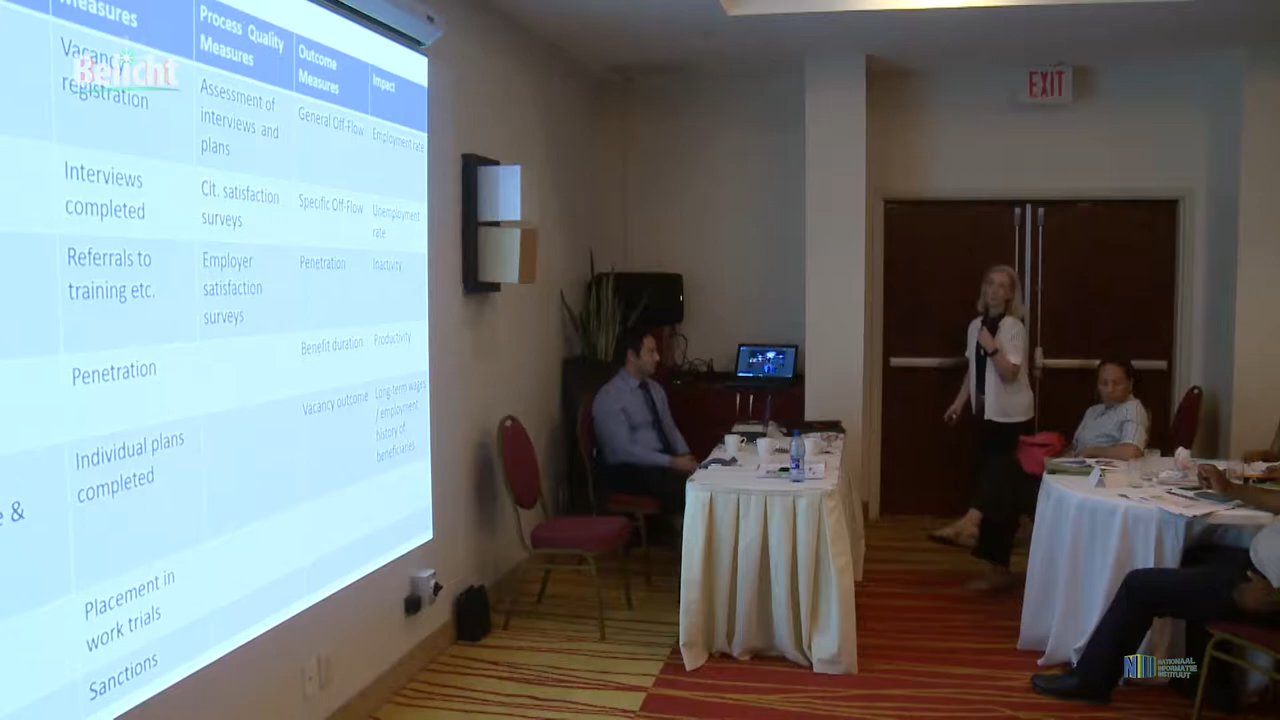 Measures
Vacancy
registration
Interviews
completed
Referrals to
training etc.
Penetration
Individual plans
completed
Placement in
work trials
Sanctions
Process Quality
Measures
Assessment of
interviews and
plans
Clt. satisfaction
surveys
Employer
satisfaction
surveys
Outcome
Measures
General Off-Flow
Specific Off-Flow
Penetration
Benefit duration
Vacancy outcome
Impact
Employment rate
Unemployment
rate
Inactivity
Productivity
Long-term wages
/ employment
history of
beneficiaries
&
Belicht
EXIT
NATIONAAL
INFORMATIE
INSTITUUT